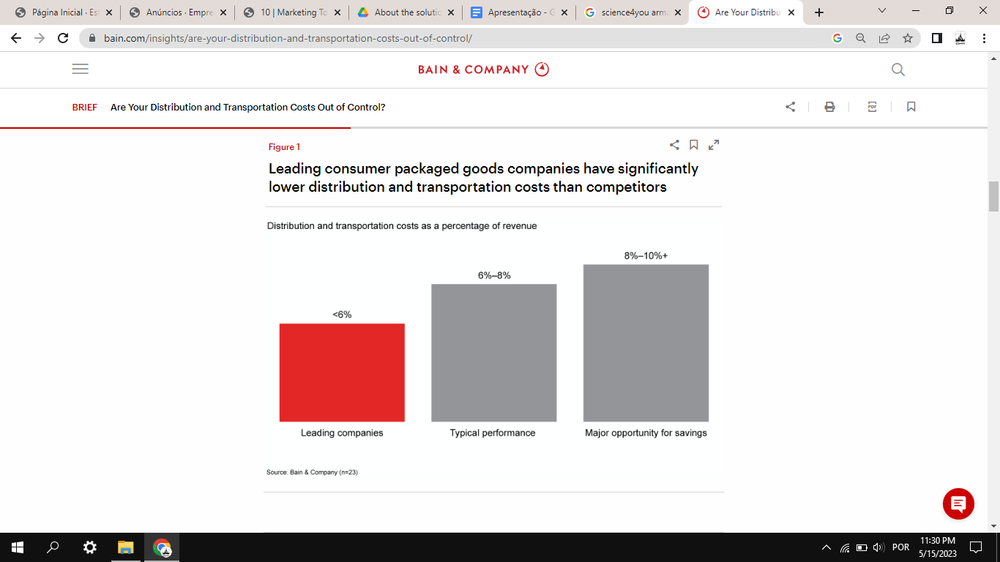 Página Inicial · Es
Anúncios · Empre
10 | Marketing To
About the solutio
Apresentação - G
science4you arma
Are Your Distribu
bain.com/insights/are-your-distribution-and-transportation-costs-out-of-control/
BAIN & COMPANY
BRIEF Are Your Distribution and Transportation Costs Out of Control?
PDF
Figure 1
Leading consumer packaged goods companies have significantly
lower distribution and transportation costs than competitors
Distribution and transportation costs as a percentage of revenue
<6%
6%–8%
8%–10%+
Leading companies
Typical performance
Major opportunity for savings
Source: Bain & Company (n=23)
POR
11:30 PM
5/15/2023